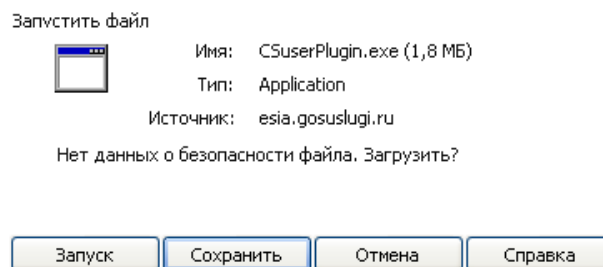 Запустить файл
Имя: CSuserPlugin.exe (1,8 МБ)
Тип: Application
Источник: esia.gosuslugi.ru
Нет данных о безопасности файла. Загрузить?
Запуск Сохранить Отмена Справка